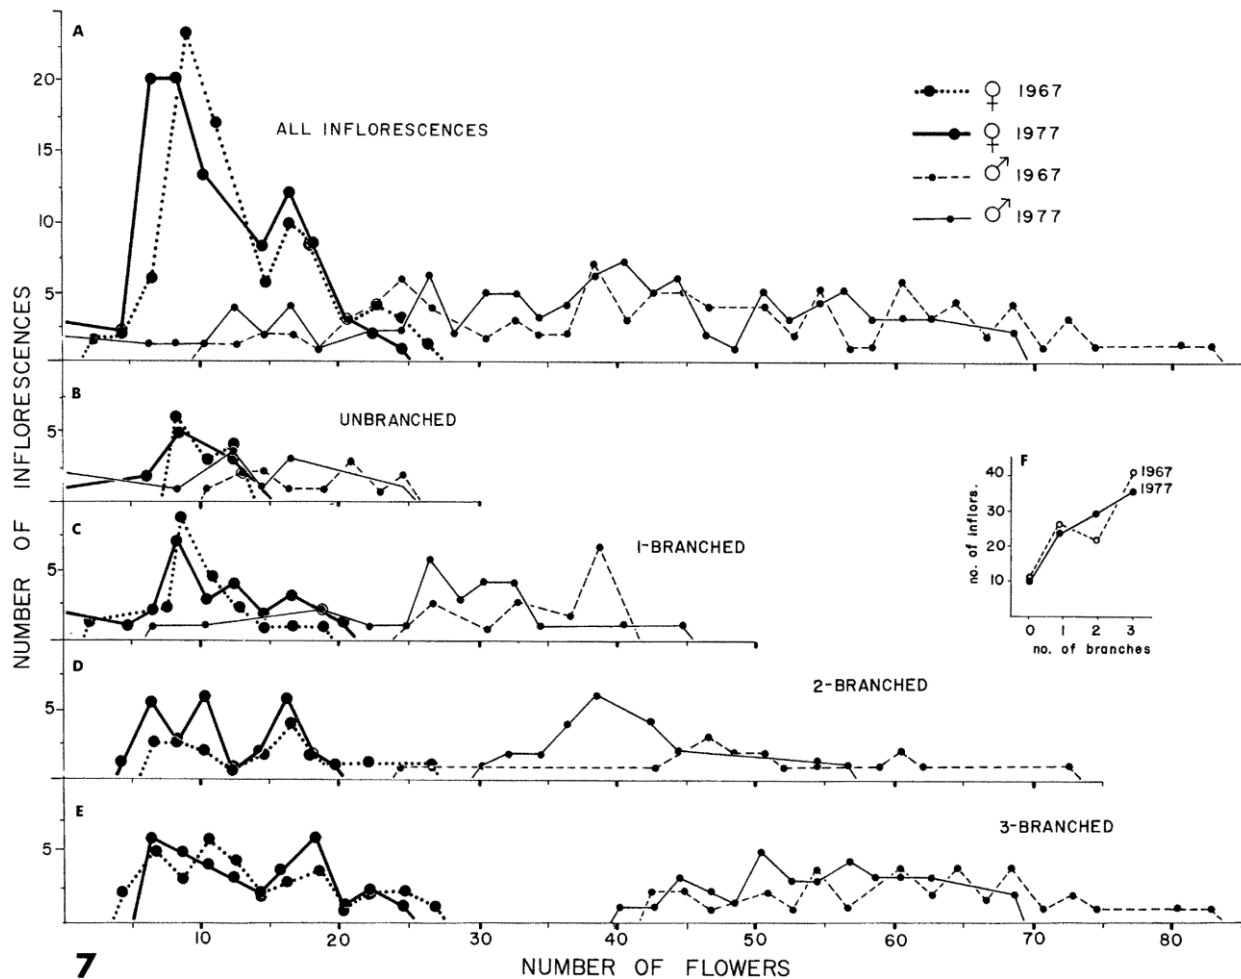 A
20
15
10
5
ALL INFLORESCENCES
♀ 1967
♀ 1977
♂ 1967
♂ 1977
NUMBER OF INFLORESCENCES
B
5
UNBRANCHED
C
5
1-BRANCHED
D
5
2-BRANCHED
E
5
3-BRANCHED
10 20 30 40 50 60 70 80
NUMBER OF FLOWERS
7
F
40
30
20
10
no. of inflors.
1967
1977
0 1 2 3
no. of branches